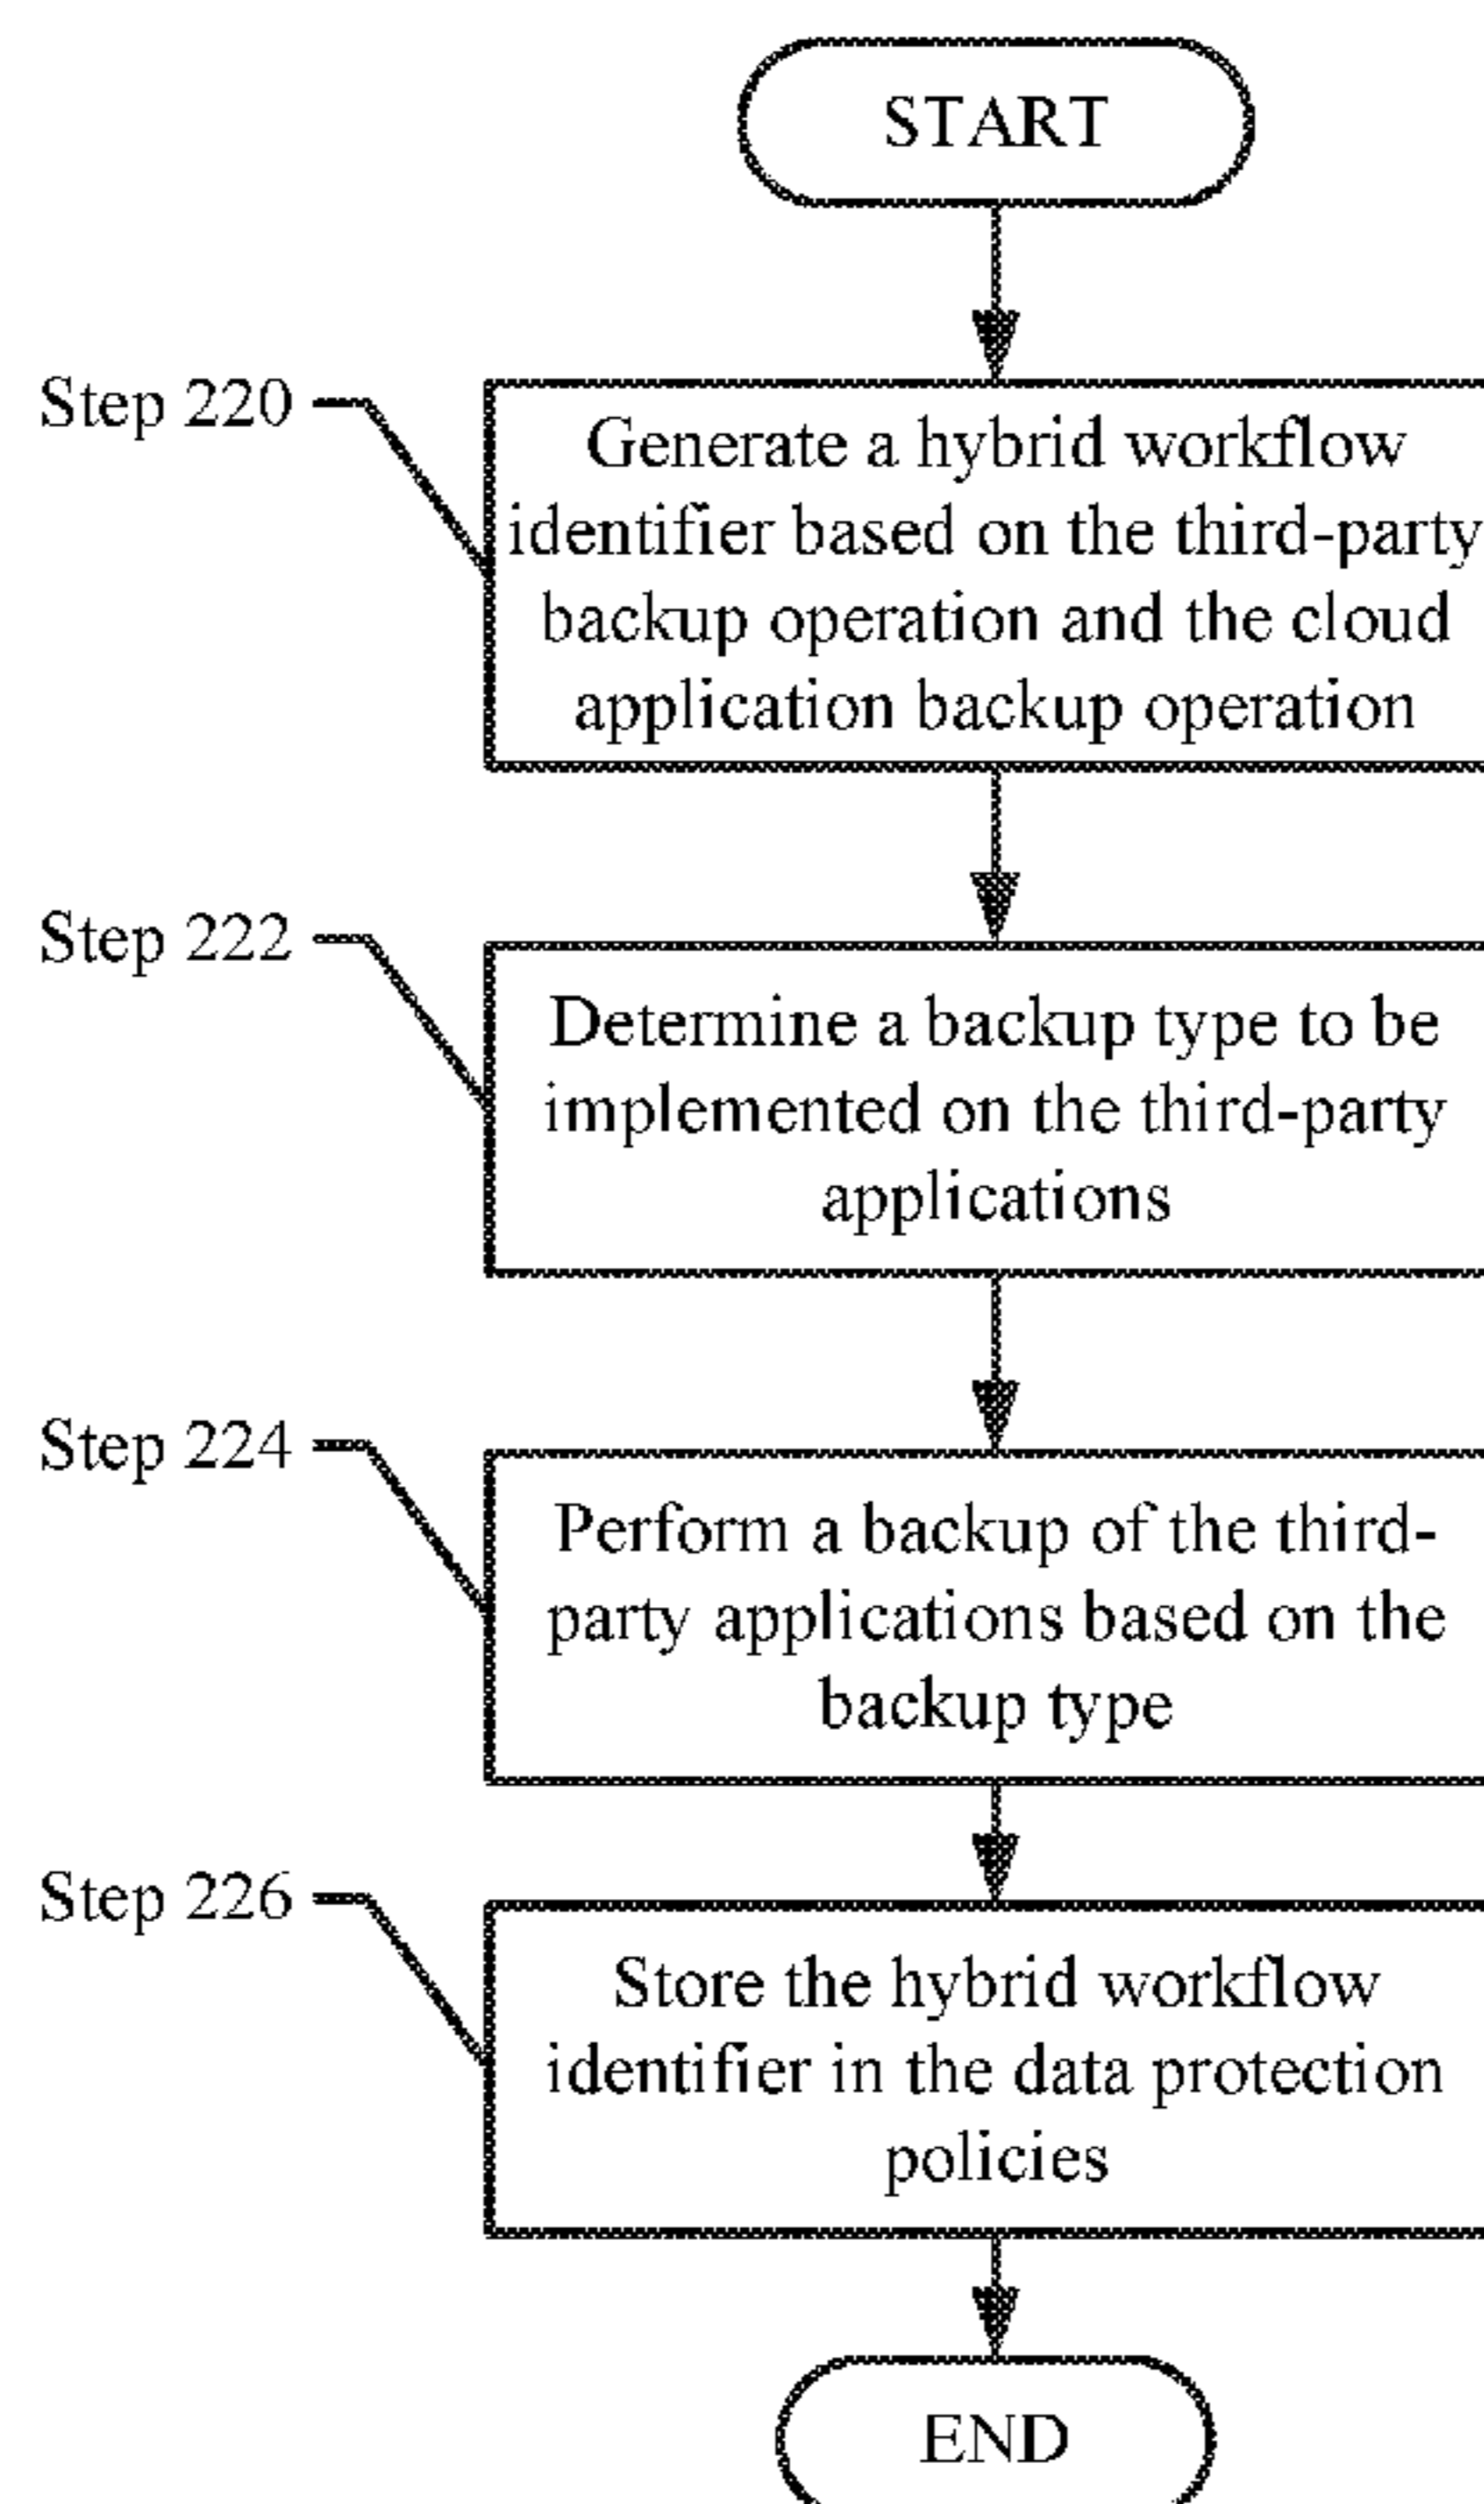 START
Step 220
Generate a hybrid workflow
identifier based on the third-party
backup operation and the cloud
application backup operation
Step 222
Determine a backup type to be
implemented on the third-party
applications
Step 224
Perform a backup of the third-
party applications based on the
backup type
Step 226
Store the hybrid workflow
identifier in the data protection
policies
END